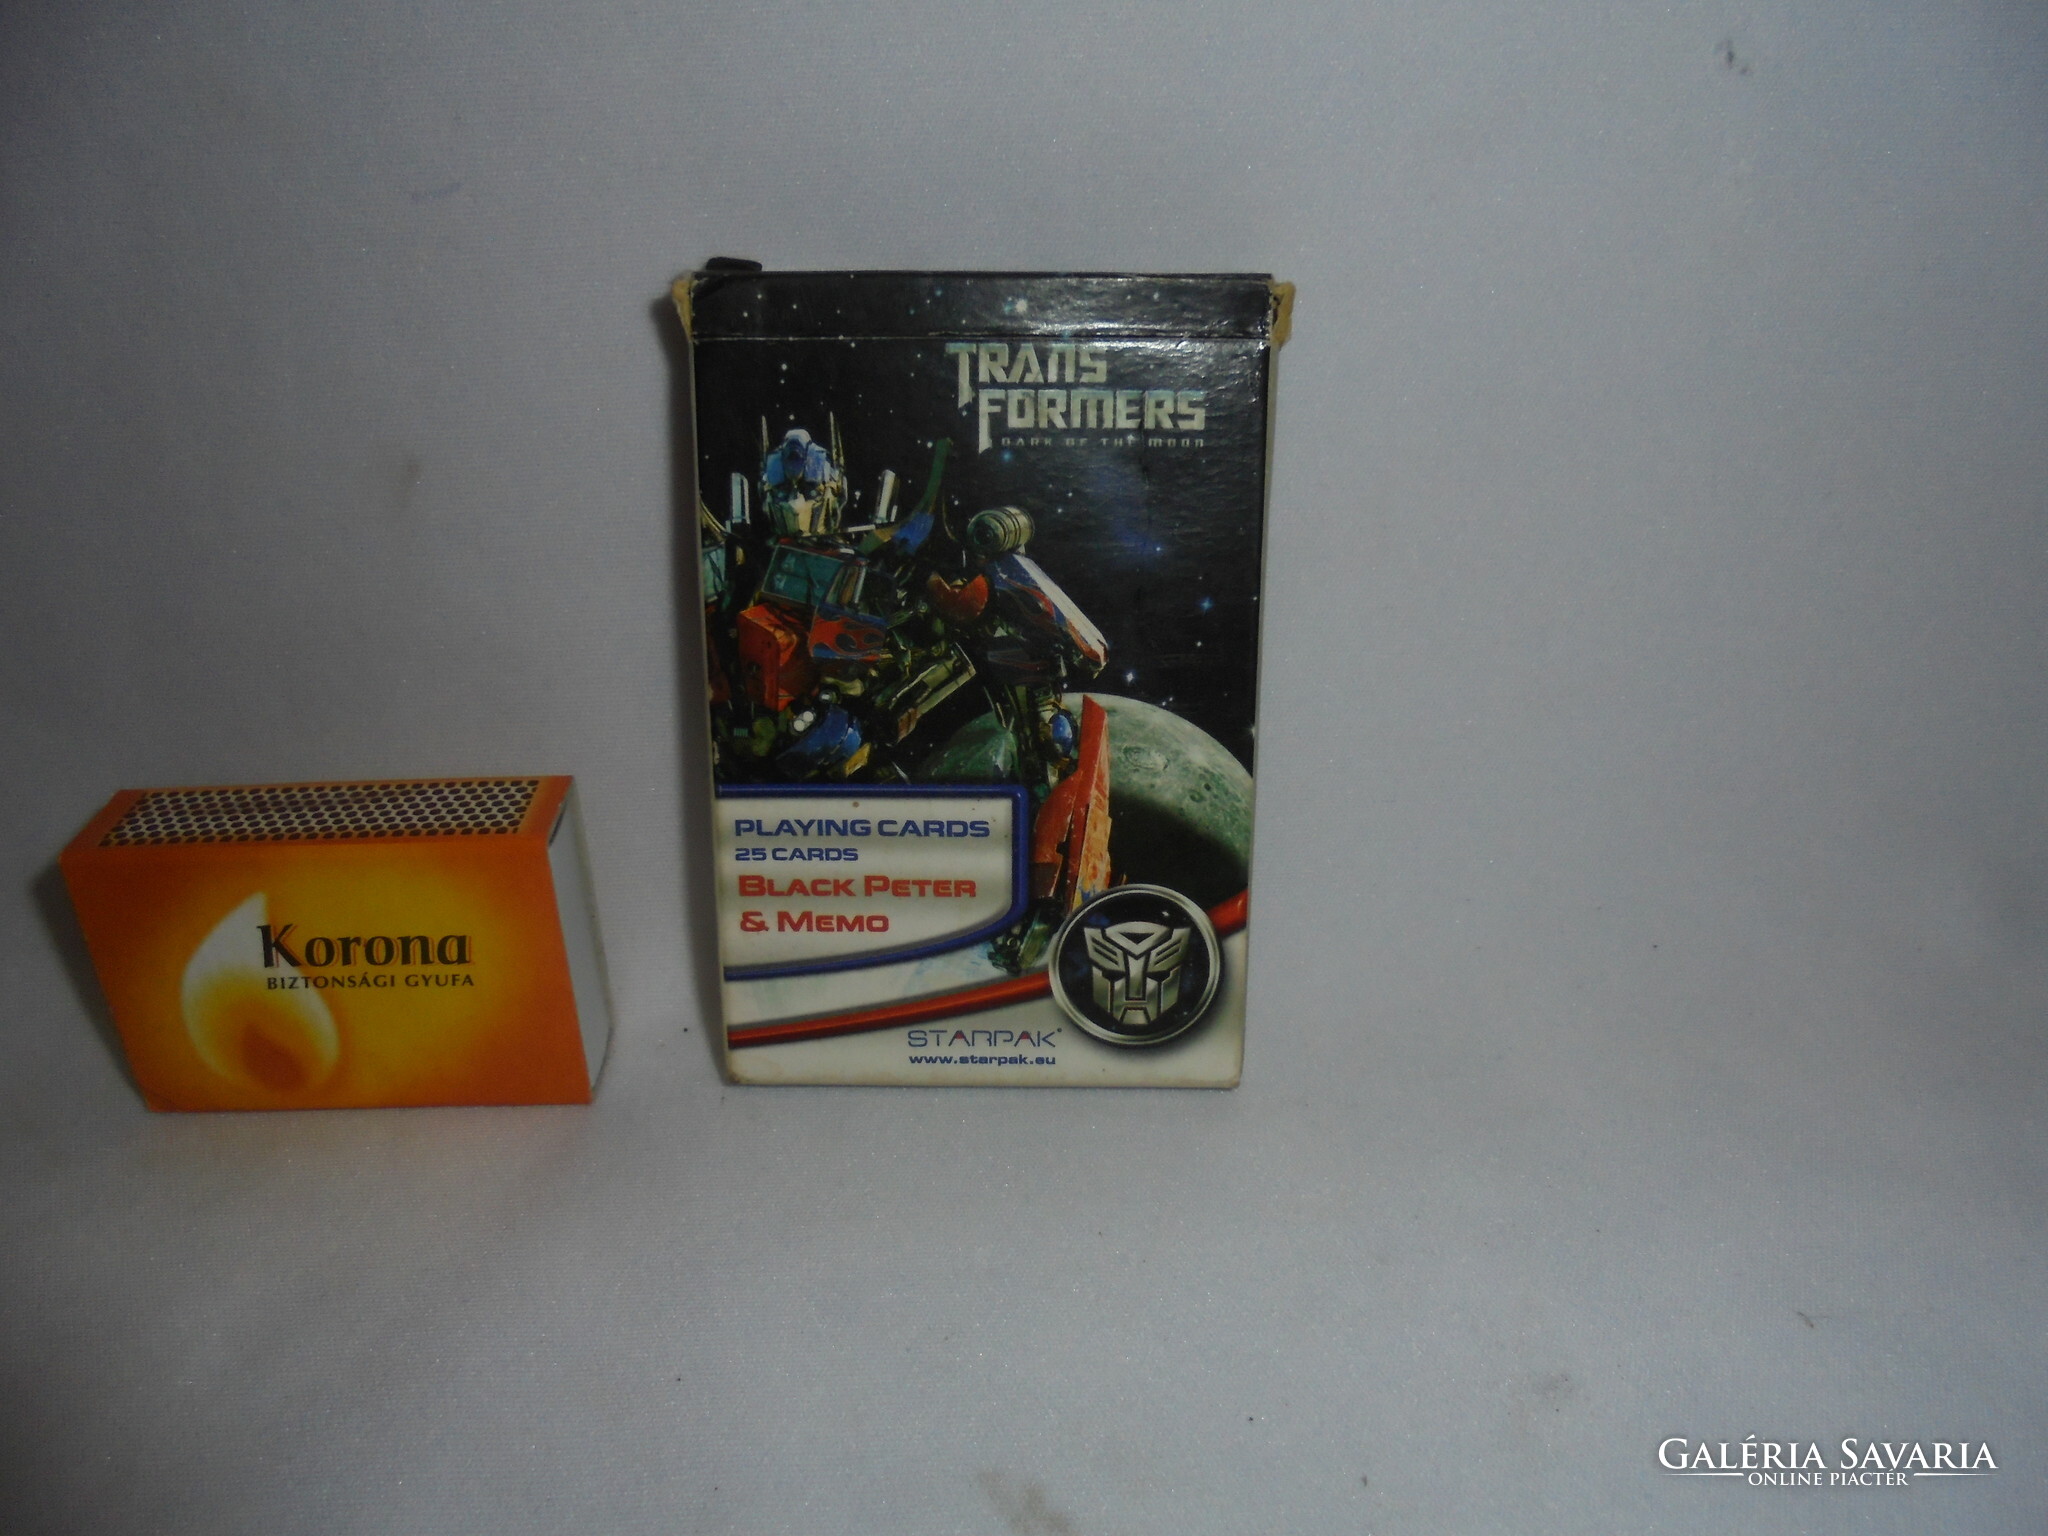 TRANS
FORMERS
DARK OF THE MOON
PLAYING CARDS
25 CARDS
BLACK PETER
& MEMO
STARPAK®
www.starpak.eu
Korona
BIZTONSÁGI GYUFA
GALÉRIA SAVARIA
ONLINE PIACTÉR